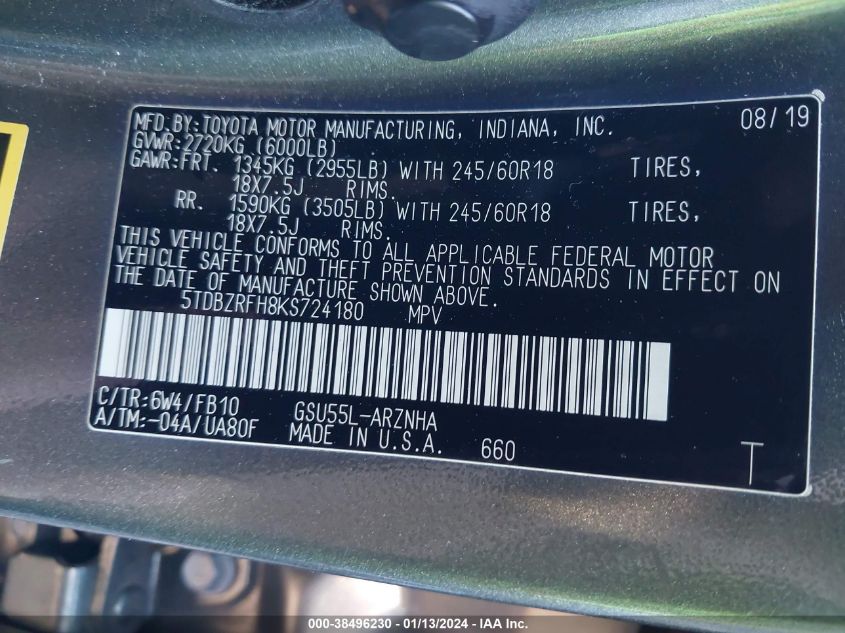 MFD.BY:TOYOTA MOTOR MANUFACTURING, INDIANA, INC. 08/19
GVWR:2720KG (6000LB)
GAWR:FRT. 1345KG (2955LB) WITH 245/60R18 TIRES,
18X7.5J RIMS.
RR. 1590KG (3505LB) WITH 245/60R18 TIRES,
18X7.5J RIMS.
THIS VEHICLE CONFORMS TO ALL APPLICABLE FEDERAL MOTOR
VEHICLE SAFETY AND THEFT PREVENTION STANDARDS IN EFFECT ON
THE DATE OF MANUFACTURE SHOWN ABOVE.
5TDBZRFH8KS724180 MPV
C/TR:6W4/FB10 GSU55L-ARZNHA
A/TM:-04A/UA80F MADE IN U.S.A. 660 T
000-38496230 - 01/13/2024 - IAA Inc.